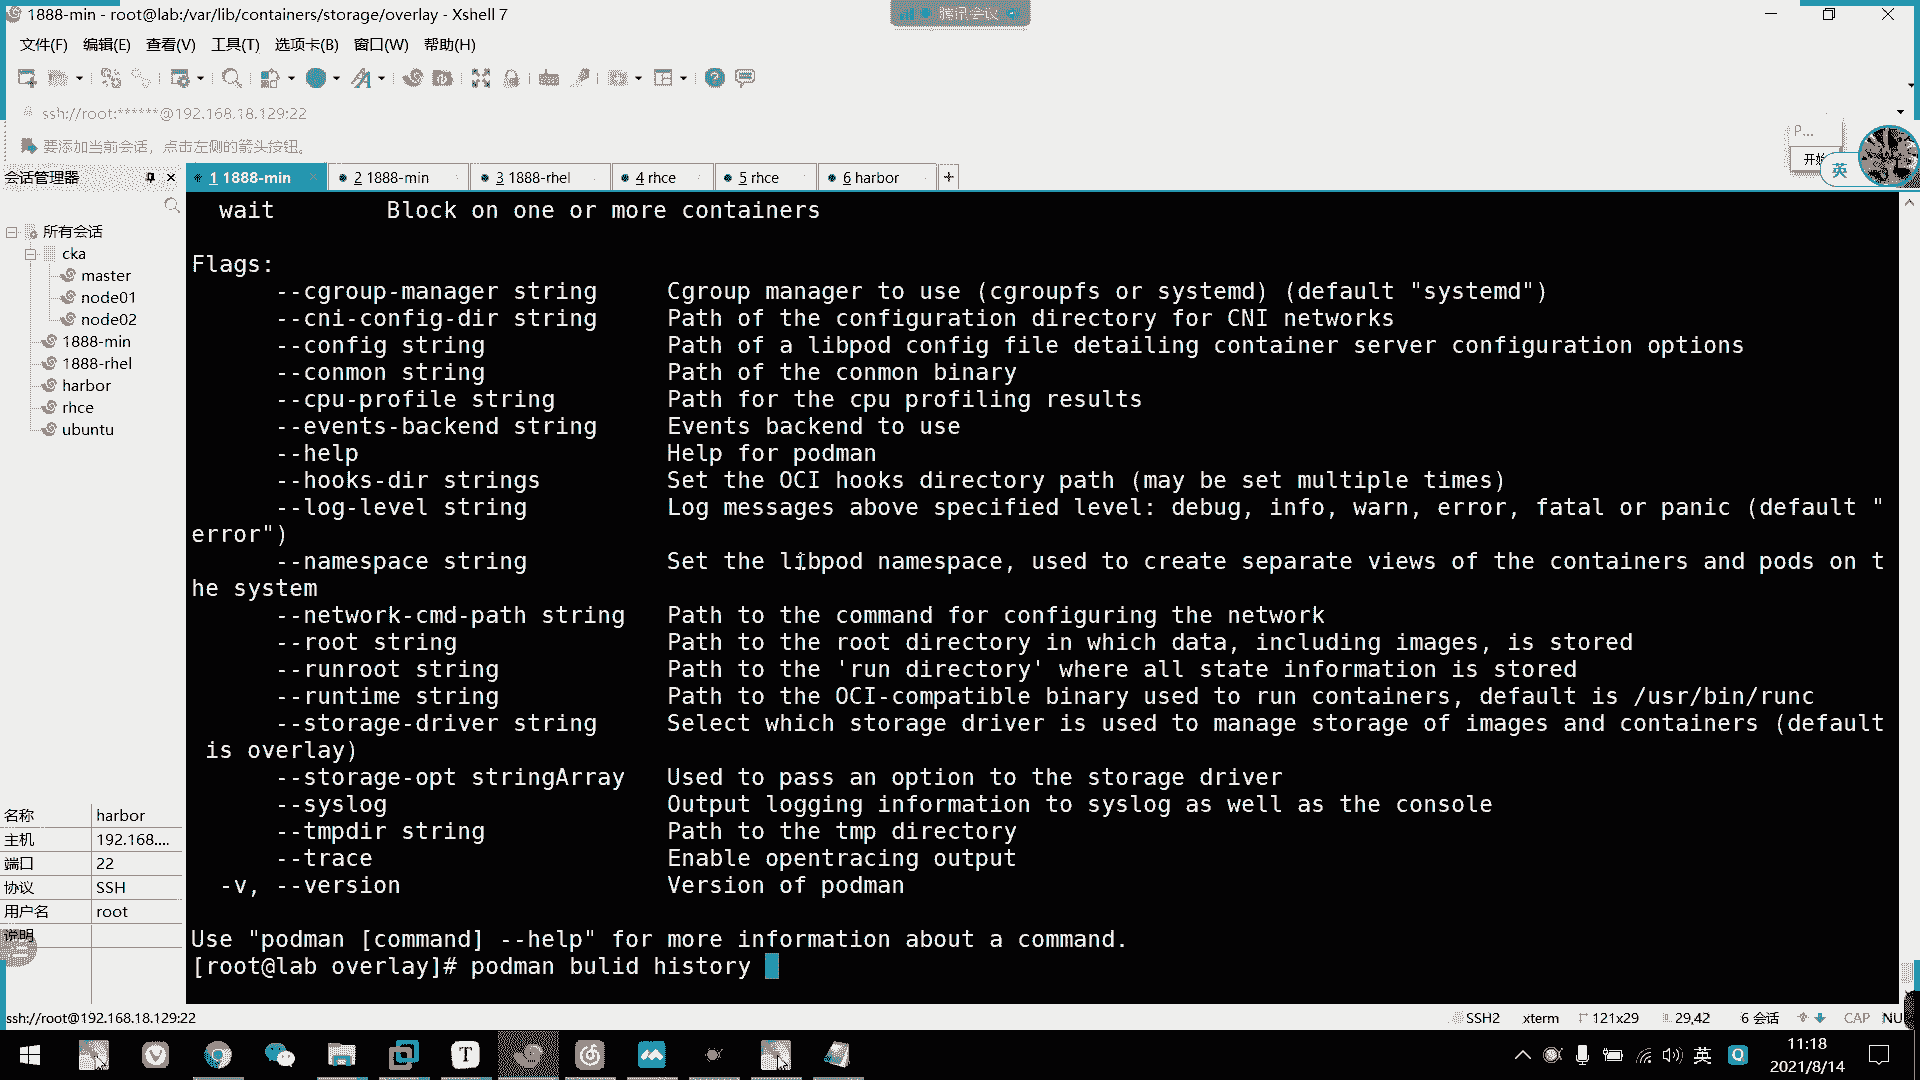 1888-min - root@lab:/var/lib/containers/storage/overlay - Xshell 7
腾讯会议
文件(F) 编辑(E) 查看(V) 工具(T) 选项卡(B) 窗口(W) 帮助(H)
ssh://root:******@192.168.18.129:22
要添加当前会话，点击左侧的箭头按钮。
P...
开始
英
会话管理器
1 1888-min
2 1888-min
3 1888-rhel
4 rhce
5 rhce
6 harbor
所有会话
cka
master
node01
node02
1888-min
1888-rhel
harbor
rhce
ubuntu
名称 harbor
主机 192.168....
端口 22
协议 SSH
用户名 root
说明
wait Block on one or more containers
Flags:
--cgroup-manager string Cgroup manager to use (cgroupfs or systemd) (default "systemd")
--cni-config-dir string Path of the configuration directory for CNI networks
--config string Path of a libpod config file detailing container server configuration options
--conmon string Path of the conmon binary
--cpu-profile string Path for the cpu profiling results
--events-backend string Events backend to use
--help Help for podman
--hooks-dir strings Set the OCI hooks directory path (may be set multiple times)
--log-level string Log messages above specified level: debug, info, warn, error, fatal or panic (default "
error")
--namespace string Set the libpod namespace, used to create separate views of the containers and pods on t
he system
--network-cmd-path string Path to the command for configuring the network
--root string Path to the root directory in which data, including images, is stored
--runroot string Path to the 'run directory' where all state information is stored
--runtime string Path to the OCI-compatible binary used to run containers, default is /usr/bin/runc
--storage-driver string Select which storage driver is used to manage storage of images and containers (default
is overlay)
--storage-opt stringArray Used to pass an option to the storage driver
--syslog Output logging information to syslog as well as the console
--tmpdir string Path to the tmp directory
--trace Enable opentracing output
-v, --version Version of podman
Use "podman [command] --help" for more information about a command.
[root@lab overlay]# podman bulid history
ssh://root@192.168.18.129:22
SSH2 xterm 121x29 29,42 6 会话 CAP NU
英
11:18
2021/8/14